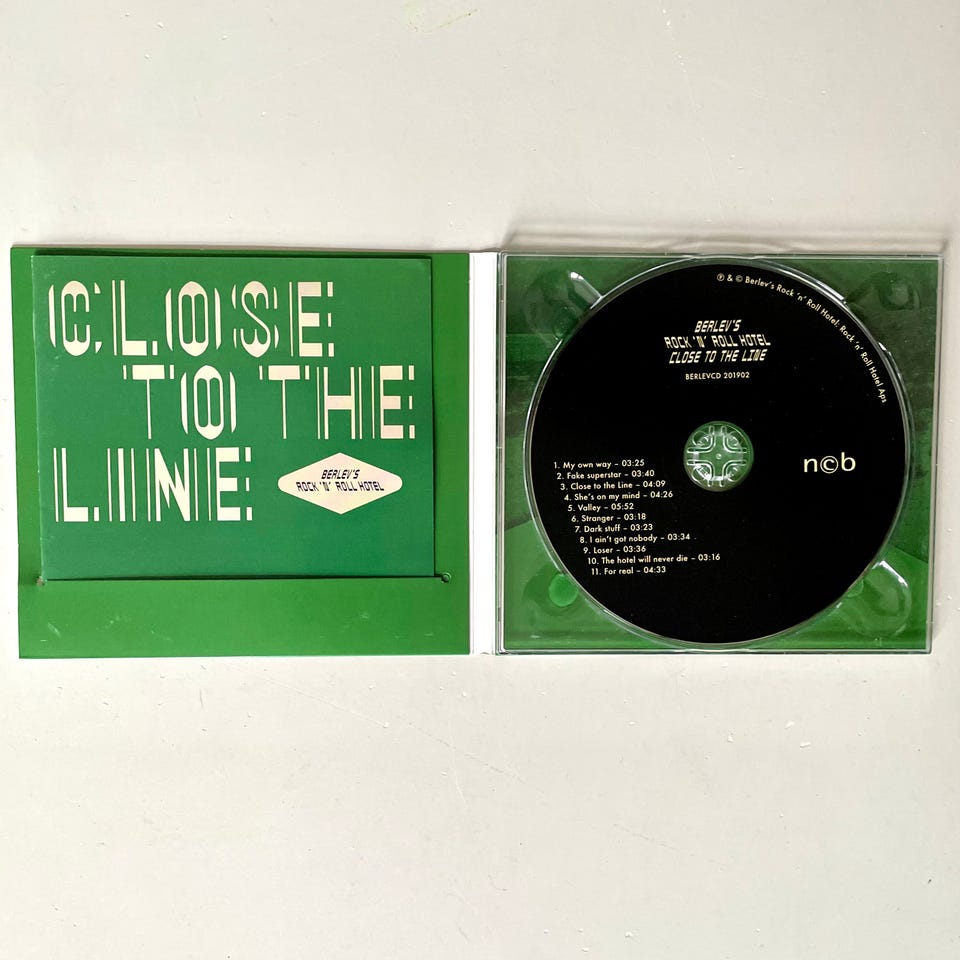 CLOSE
TO THE
LINE
BERLEV'S
ROCK 'N' ROLL HOTEL
℗ & © Berlev's Rock 'n' Roll Hotel: Rock 'n' Roll Hotel Aps
BERLEV'S
ROCK 'N' ROLL HOTEL
CLOSE TO THE LINE
BERLEVCD 201902
n©b
1. My own way – 03:25
2. Fake superstar – 03:40
3. Close to the Line – 04:09
4. She's on my mind – 04:26
5. Valley – 05:52
6. Stranger – 03:18
7. Dark stuff – 03:23
8. I ain't got nobody – 03:34
9. Loser – 03:36
10. The hotel will never die – 03:16
11. For real – 04:33